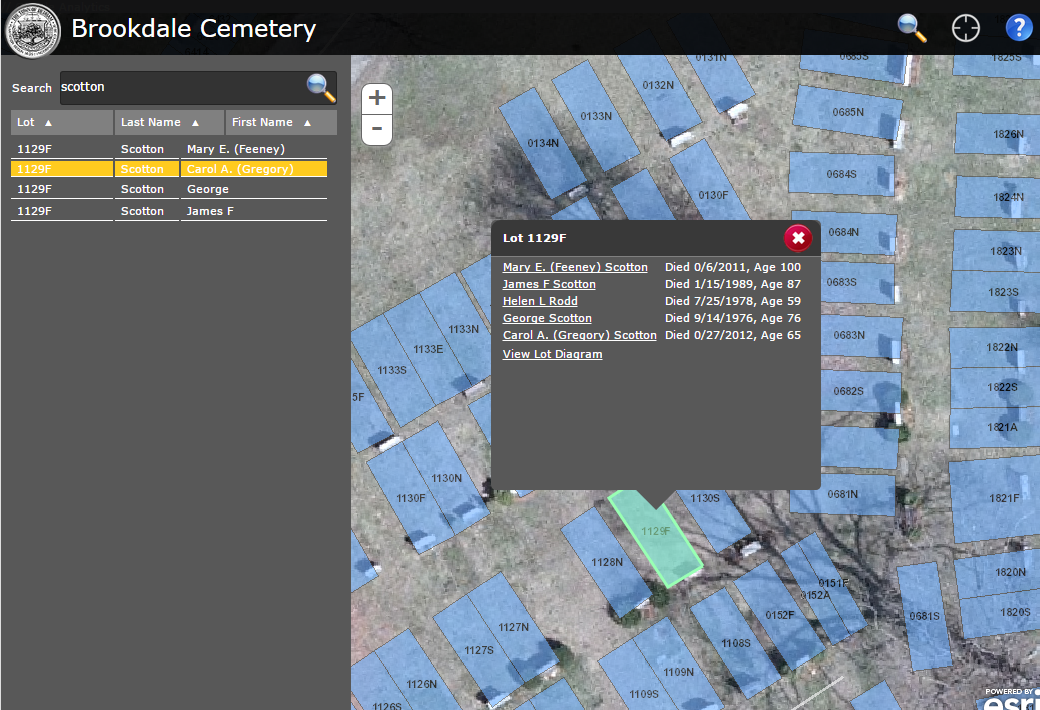 Brookdale Cemetery
?
Search scotton
Lot ▲ Last Name ▲ First Name ▲
1129F Scotton Mary E. (Feeney)
1129F Scotton Carol A. (Gregory)
1129F Scotton George
1129F Scotton James F
+
-
Lot 1129F
Mary E. (Feeney) Scotton Died 0/6/2011, Age 100
James F Scotton Died 1/15/1989, Age 87
Helen L Rodd Died 7/25/1978, Age 59
George Scotton Died 9/14/1976, Age 76
Carol A. (Gregory) Scotton Died 0/27/2012, Age 65
View Lot Diagram
0131N
0685S
1825S
0132N
0133N
0685N
0134N
1826N
0684S
0130F
1824N
0684N
1823N
0683S
1823S
1133N
0683N
1133E
1822N
1133S
0682S
1822S
5F
1821A
1130N
1130F
1130S
0681N
1821F
1129F
1128N
1820N
0151F
0152A
0152F
0681S
1820S
1127N
1108S
1127S
1109N
1126N
1109S
1126S
POWERED BY
esri